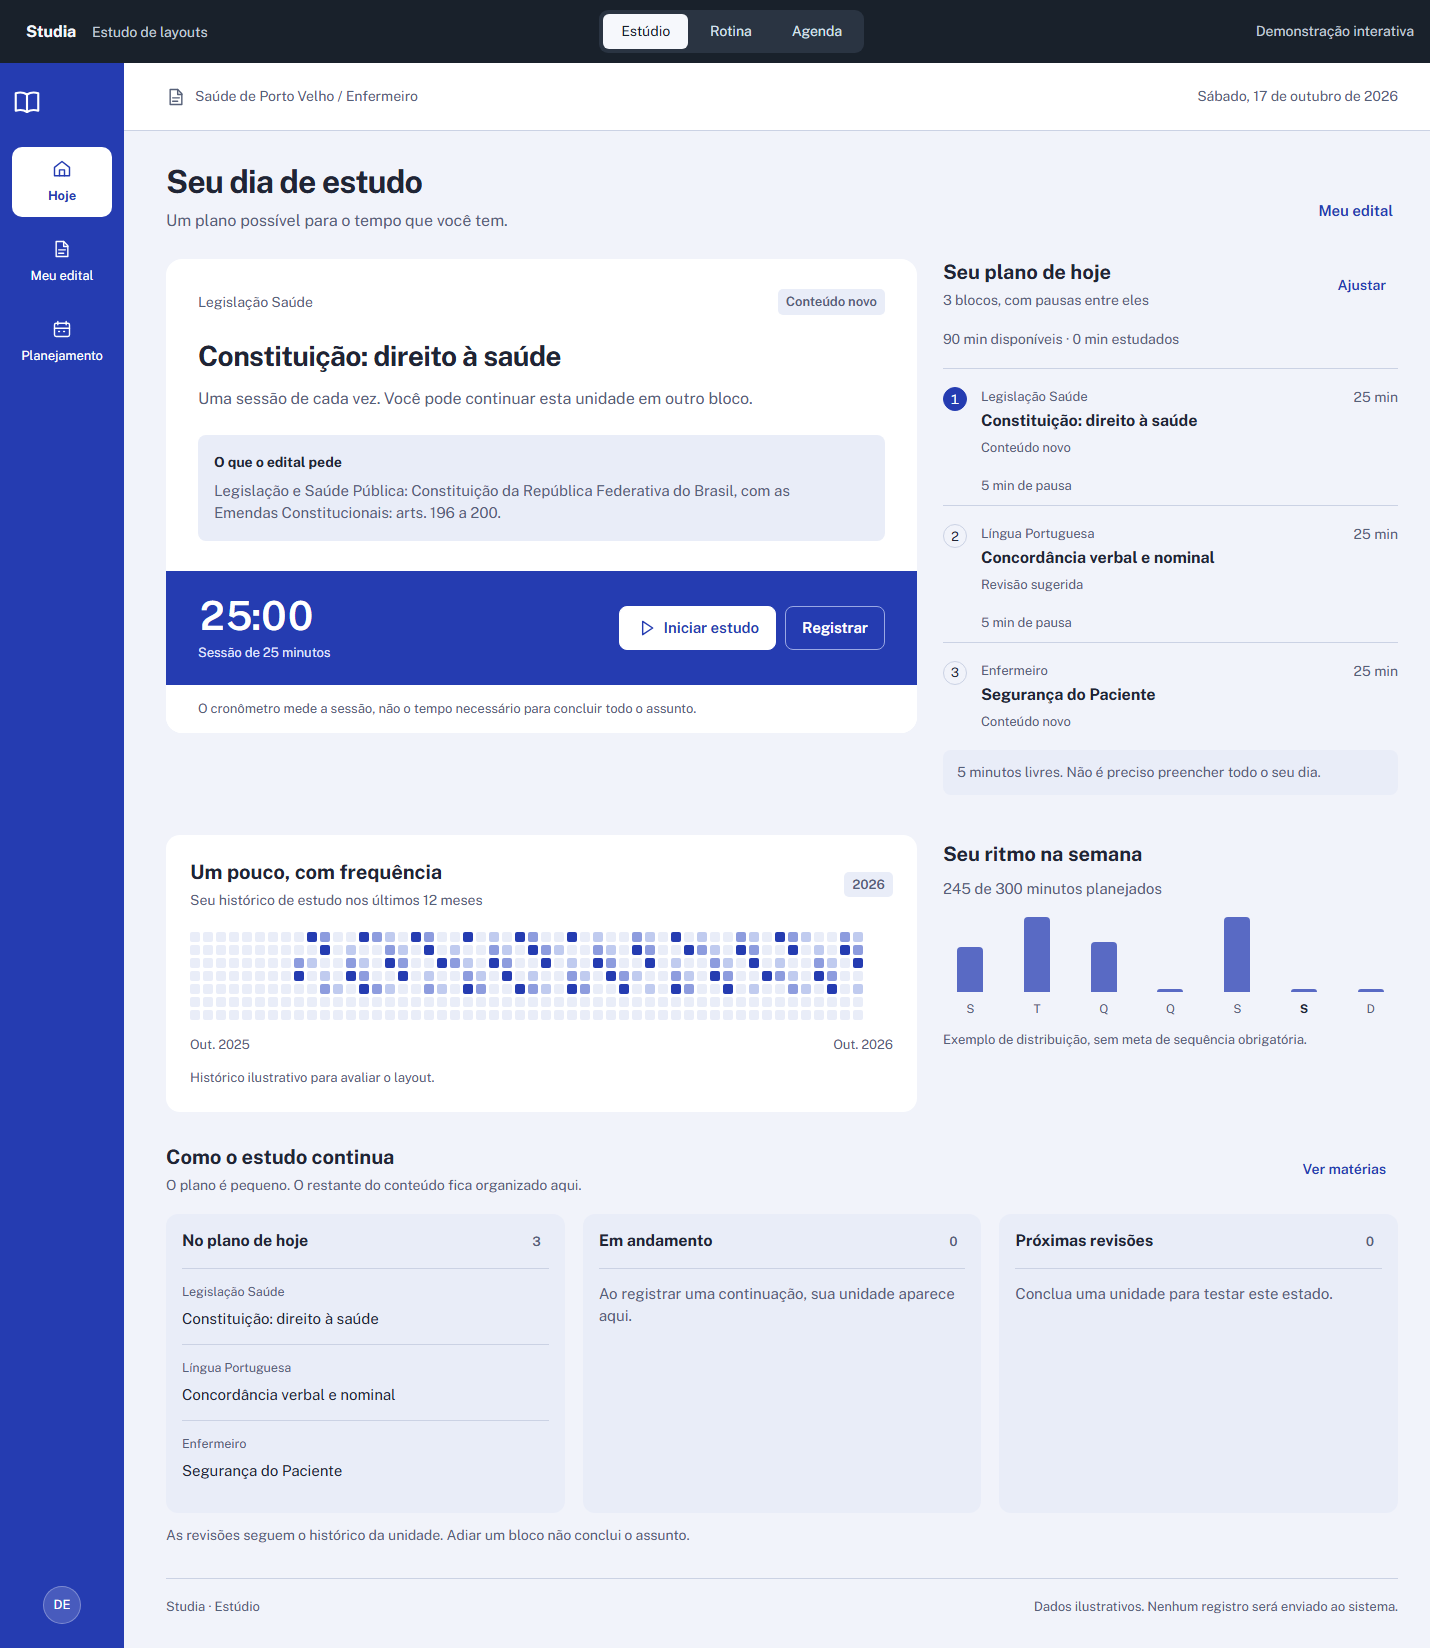 Studia
Estudo de layouts
Estúdio
Rotina
Agenda
Demonstração interativa
Hoje
Meu edital
Planejamento
DE
Saúde de Porto Velho / Enfermeiro
Sábado, 17 de outubro de 2026
Seu dia de estudo
Um plano possível para o tempo que você tem.
Meu edital
Legislação Saúde
Conteúdo novo
Constituição: direito à saúde
Uma sessão de cada vez. Você pode continuar esta unidade em outro bloco.
O que o edital pede
Legislação e Saúde Pública: Constituição da República Federativa do Brasil, com as
Emendas Constitucionais: arts. 196 a 200.
25:00
Sessão de 25 minutos
Iniciar estudo
Registrar
O cronômetro mede a sessão, não o tempo necessário para concluir todo o assunto.
Seu plano de hoje
3 blocos, com pausas entre eles
Ajustar
90 min disponíveis · 0 min estudados
1
Legislação Saúde
25 min
Constituição: direito à saúde
Conteúdo novo
5 min de pausa
2
Língua Portuguesa
25 min
Concordância verbal e nominal
Revisão sugerida
5 min de pausa
3
Enfermeiro
25 min
Segurança do Paciente
Conteúdo novo
5 minutos livres. Não é preciso preencher todo o seu dia.
Um pouco, com frequência
Seu histórico de estudo nos últimos 12 meses
2026
Out. 2025
Out. 2026
Histórico ilustrativo para avaliar o layout.
Seu ritmo na semana
245 de 300 minutos planejados
S T Q Q S S D
Exemplo de distribuição, sem meta de sequência obrigatória.
Como o estudo continua
O plano é pequeno. O restante do conteúdo fica organizado aqui.
Ver matérias
No plano de hoje
3
Legislação Saúde
Constituição: direito à saúde
Língua Portuguesa
Concordância verbal e nominal
Enfermeiro
Segurança do Paciente
Em andamento
0
Ao registrar uma continuação, sua unidade aparece
aqui.
Próximas revisões
0
Conclua uma unidade para testar este estado.
As revisões seguem o histórico da unidade. Adiar um bloco não conclui o assunto.
Studia · Estúdio
Dados ilustrativos. Nenhum registro será enviado ao sistema.